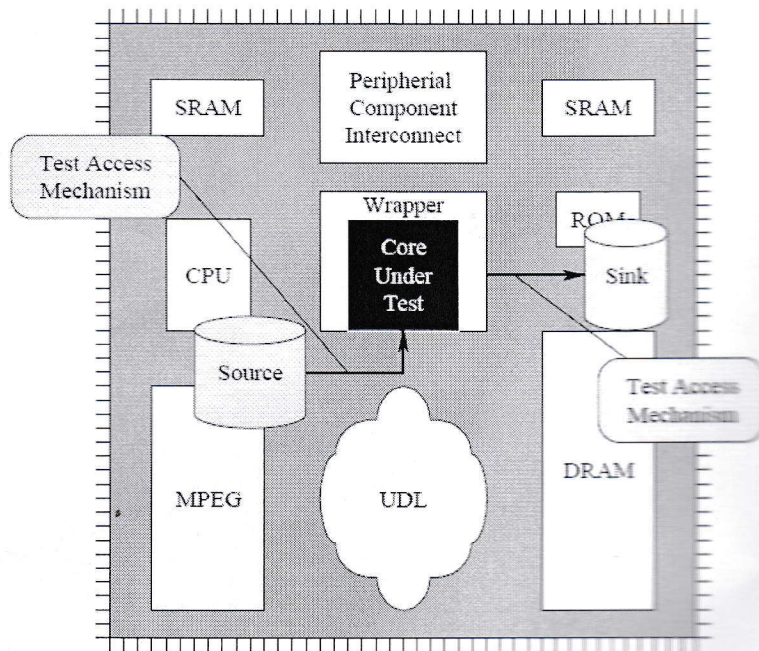 SRAM
Peripherial
Component
Interconnect
SRAM
Test Access
Mechanism
Wrapper
ROM
Core
Under
Test
CPU
Sink
Source
Test Access
Mechanism
MPEG
UDL
DRAM